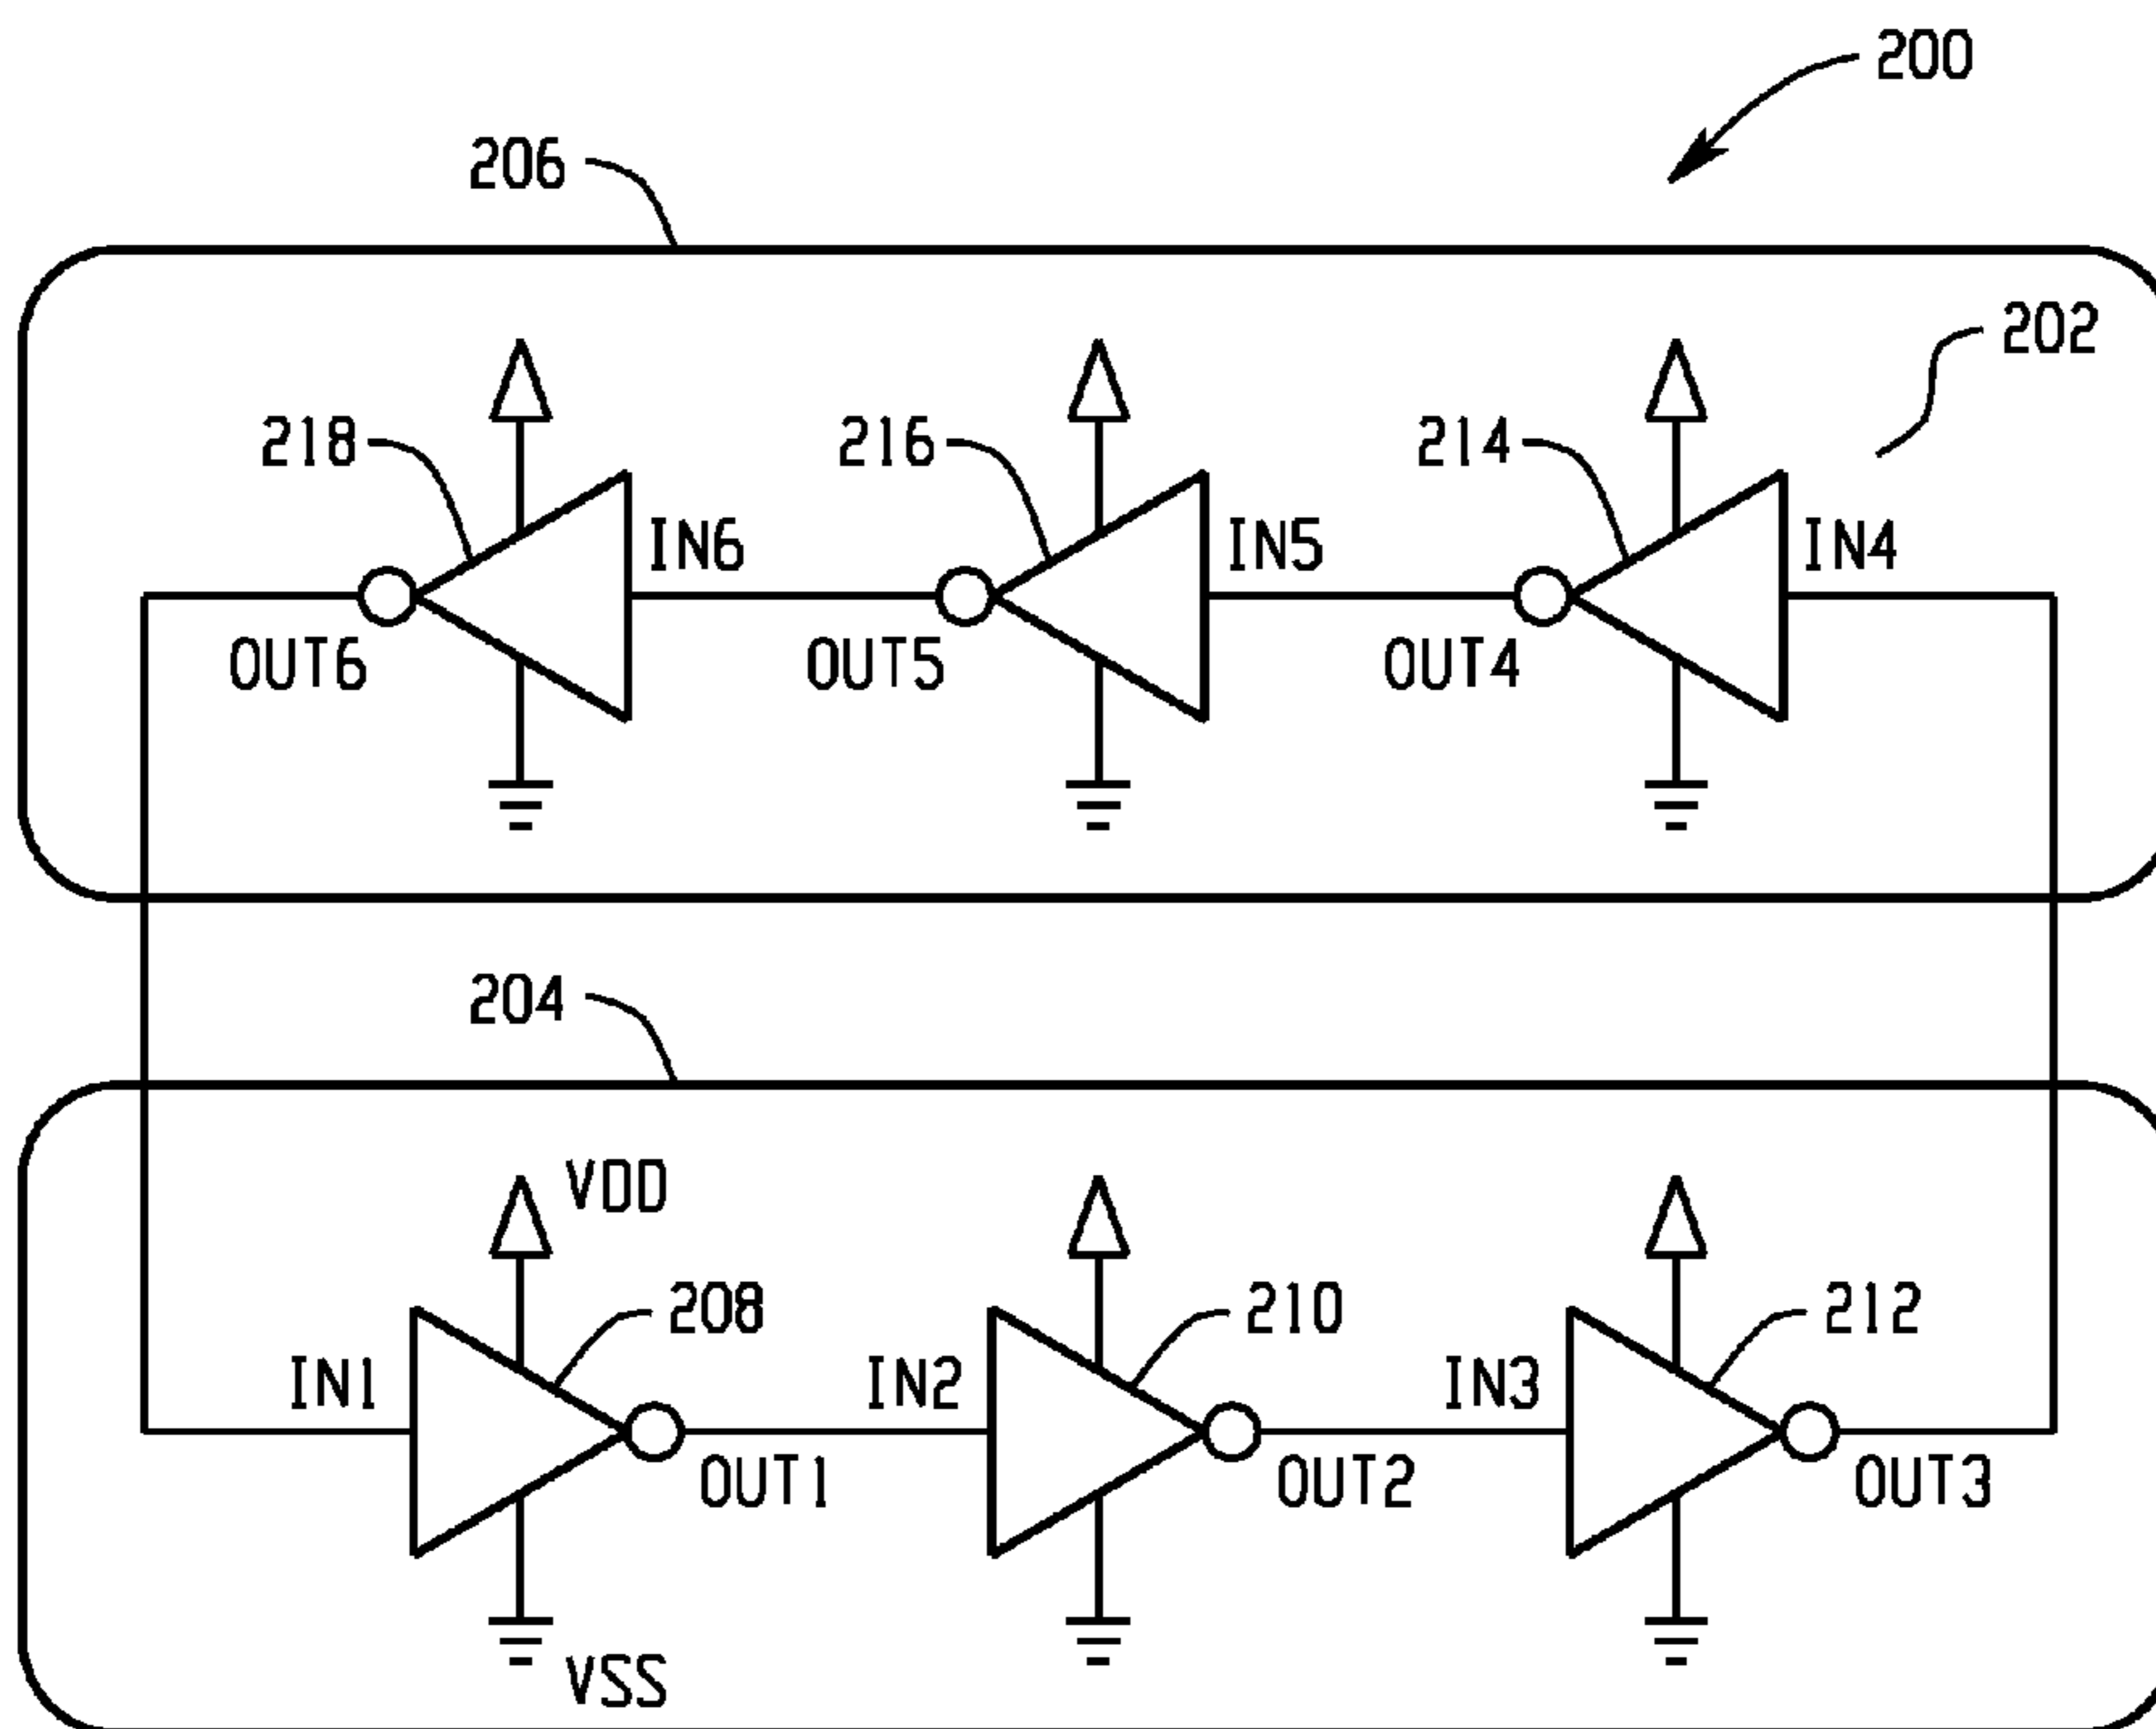 200
206
202
218
216
214
IN6
IN5
IN4
OUT6
OUT5
OUT4
204
VDD
208
210
212
IN1
IN2
IN3
OUT1
OUT2
OUT3
VSS